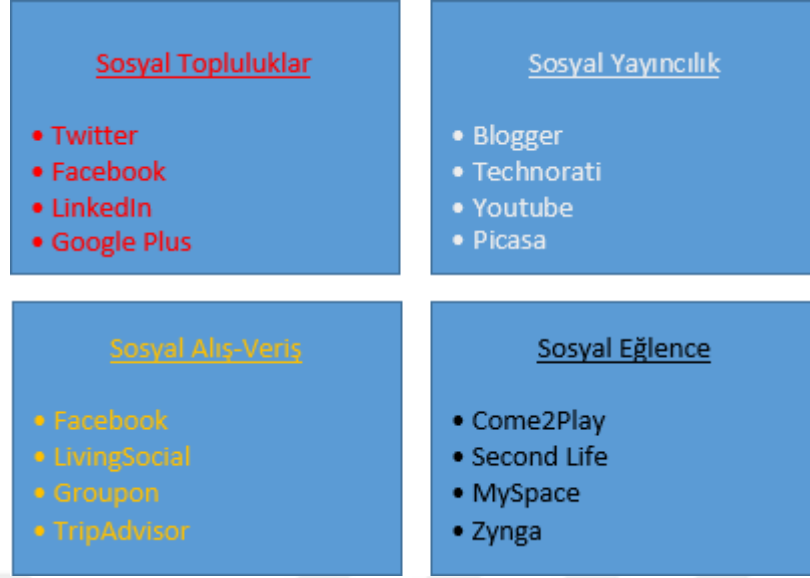 Sosyal Topluluklar
• Twitter
• Facebook
• LinkedIn
• Google Plus
Sosyal Yayıncılık
• Blogger
• Technorati
• Youtube
• Picasa
Sosyal Alış-Veriş
• Facebook
• LivingSocial
• Groupon
• TripAdvisor
Sosyal Eğlence
• Come2Play
• Second Life
• MySpace
• Zynga